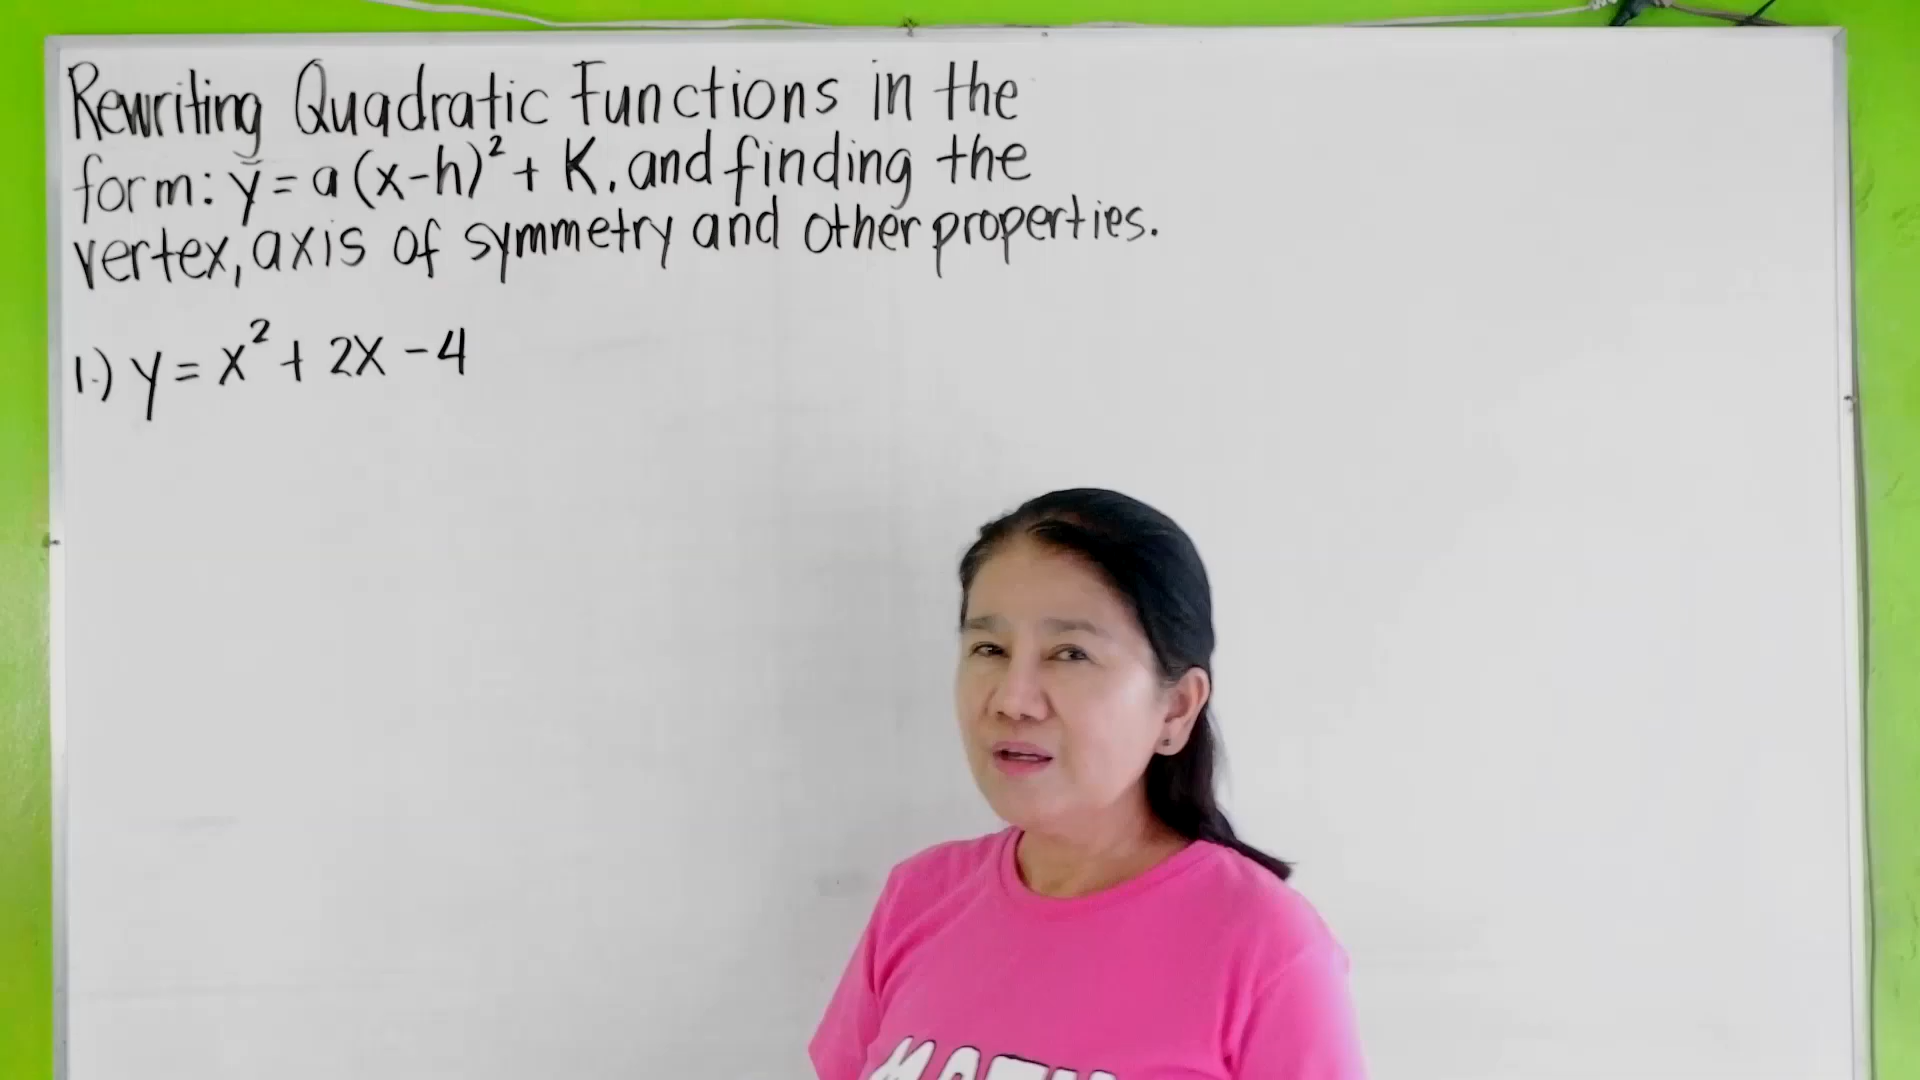 Rewriting Quadratic Functions in the
form: y = a (x-h)² + K, and finding the
vertex, axis of symmetry and other properties.
1.) y = x² + 2x - 4